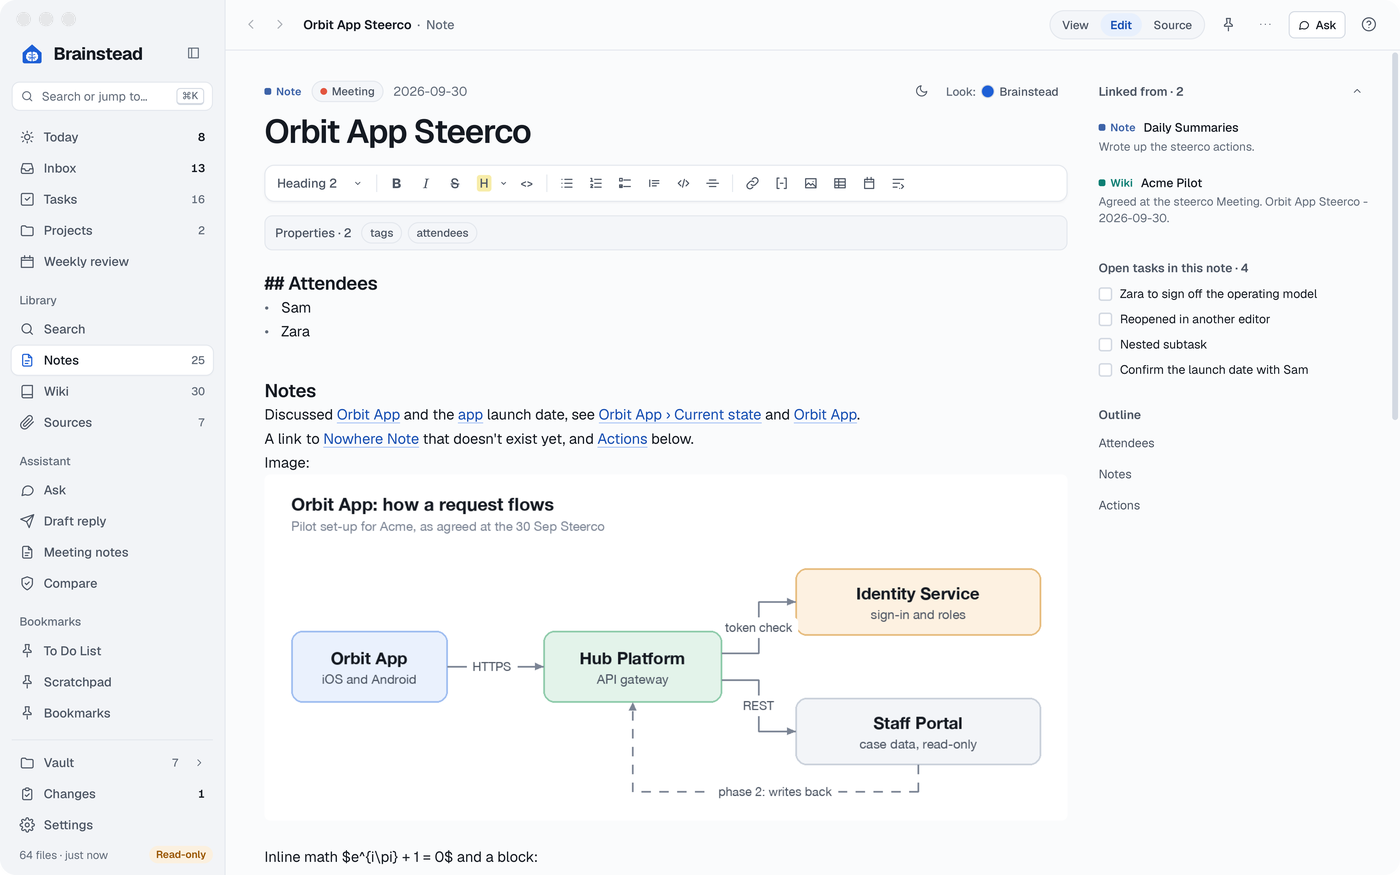 Brainstead
Search or jump to... ⌘K
Today 8
Inbox 13
Tasks 16
Projects 2
Weekly review
Library
Search
Notes 25
Wiki 30
Sources 7
Assistant
Ask
Draft reply
Meeting notes
Compare
Bookmarks
To Do List
Scratchpad
Bookmarks
Vault 7
Changes 1
Settings
64 files · just now Read-only
Orbit App Steerco · Note
View Edit Source Ask
Note Meeting 2026-09-30 Look: Brainstead
Orbit App Steerco
Heading 2 B I S H <>
Properties · 2 tags attendees
## Attendees
• Sam
• Zara
Notes
Discussed Orbit App and the app launch date, see Orbit App › Current state and Orbit App.
A link to Nowhere Note that doesn't exist yet, and Actions below.
Image:
Orbit App: how a request flows
Pilot set-up for Acme, as agreed at the 30 Sep Steerco
Orbit App
iOS and Android
HTTPS
Hub Platform
API gateway
token check
Identity Service
sign-in and roles
REST
Staff Portal
case data, read-only
phase 2: writes back
Inline math $e^{i\pi} + 1 = 0$ and a block:
Linked from · 2
Note Daily Summaries
Wrote up the steerco actions.
Wiki Acme Pilot
Agreed at the steerco Meeting. Orbit App Steerco -
2026-09-30.
Open tasks in this note · 4
Zara to sign off the operating model
Reopened in another editor
Nested subtask
Confirm the launch date with Sam
Outline
Attendees
Notes
Actions